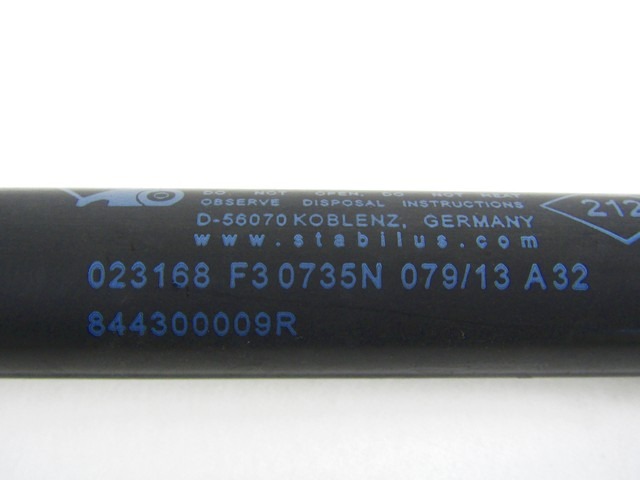 DO NOT OPEN, DO NOT HEAT
OBSERVE DISPOSAL INSTRUCTIONS
D-56070 KOBLENZ, GERMANY
www.stabilus.com
212
023168 F3 0735N 079/13 A32
844300009R